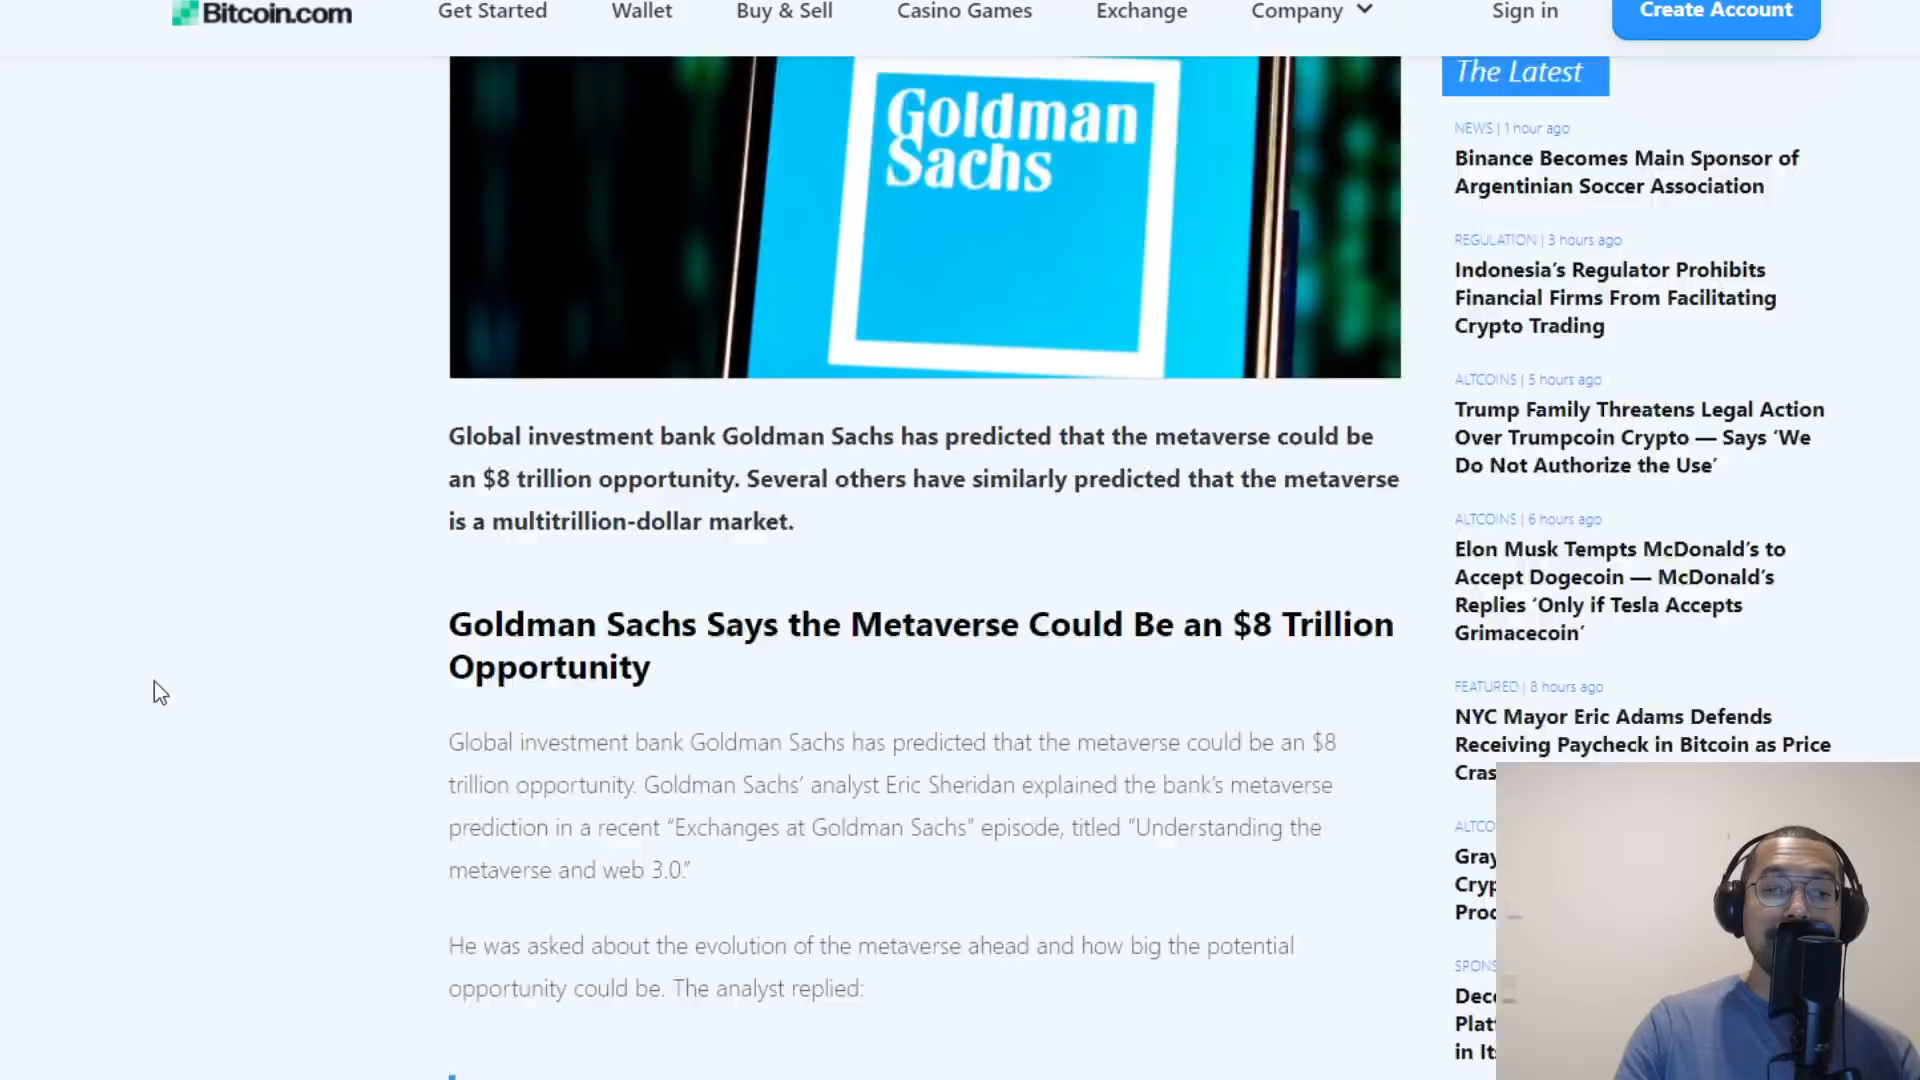 Bitcoin.com
Get Started
Wallet
Buy & Sell
Casino Games
Exchange
Company
Sign in
Create Account
Goldman
Sachs
Global investment bank Goldman Sachs has predicted that the metaverse could be
an $8 trillion opportunity. Several others have similarly predicted that the metaverse
is a multitrillion-dollar market.
Goldman Sachs Says the Metaverse Could Be an $8 Trillion
Opportunity
Global investment bank Goldman Sachs has predicted that the metaverse could be an $8
trillion opportunity. Goldman Sachs’ analyst Eric Sheridan explained the bank’s metaverse
prediction in a recent “Exchanges at Goldman Sachs” episode, titled “Understanding the
metaverse and web 3.0.”
He was asked about the evolution of the metaverse ahead and how big the potential
opportunity could be. The analyst replied:
The Latest
NEWS | 1 hour ago
Binance Becomes Main Sponsor of
Argentinian Soccer Association
REGULATION | 3 hours ago
Indonesia’s Regulator Prohibits
Financial Firms From Facilitating
Crypto Trading
ALTCOINS | 5 hours ago
Trump Family Threatens Legal Action
Over Trumpcoin Crypto — Says ‘We
Do Not Authorize the Use’
ALTCOINS | 6 hours ago
Elon Musk Tempts McDonald’s to
Accept Dogecoin — McDonald’s
Replies ‘Only if Tesla Accepts
Grimacecoin’
FEATURED | 8 hours ago
NYC Mayor Eric Adams Defends
Receiving Paycheck in Bitcoin as Price
Cras
ALTCO
Gray
Cryp
Proc
SPONS
Dece
Platf
in Its